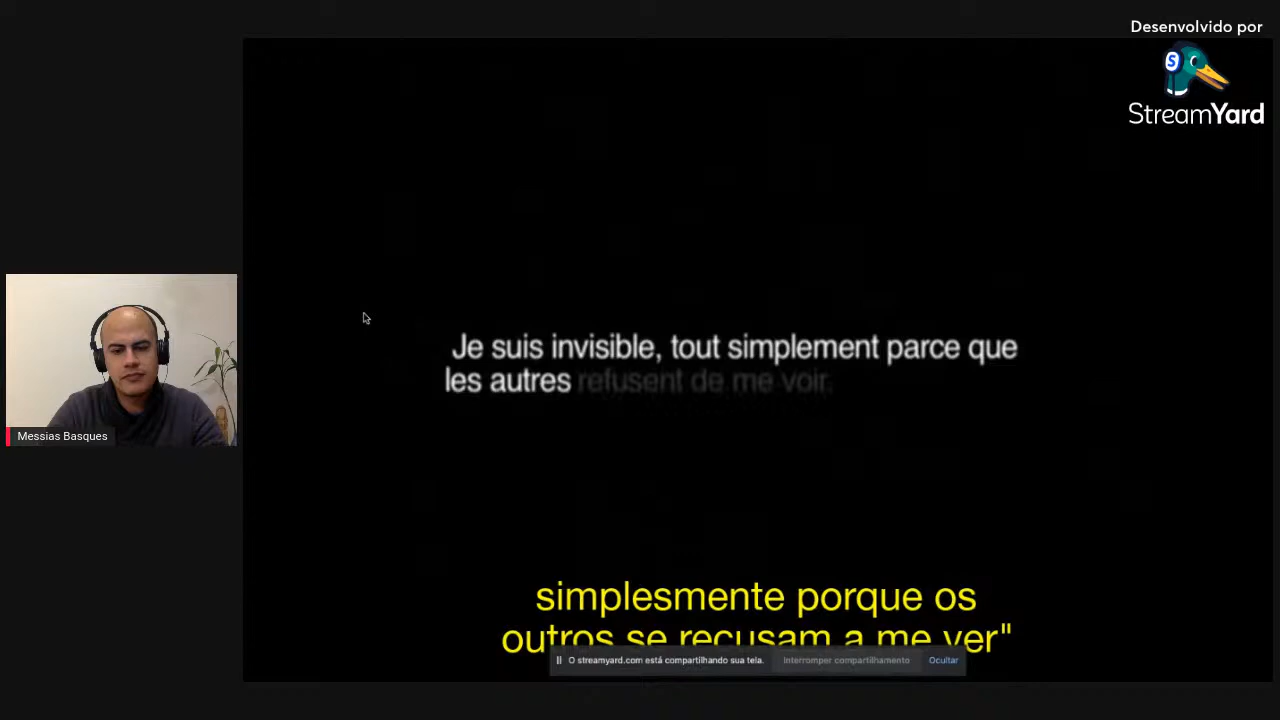 Desenvolvido por
StreamYard
Je suis invisible, tout simplement parce que
les autres refusent de me voir.
Messias Basques
simplesmente porque os
outros se recusam a me ver"
O streamyard.com está compartilhando sua tela. Interromper compartilhamento Ocultar